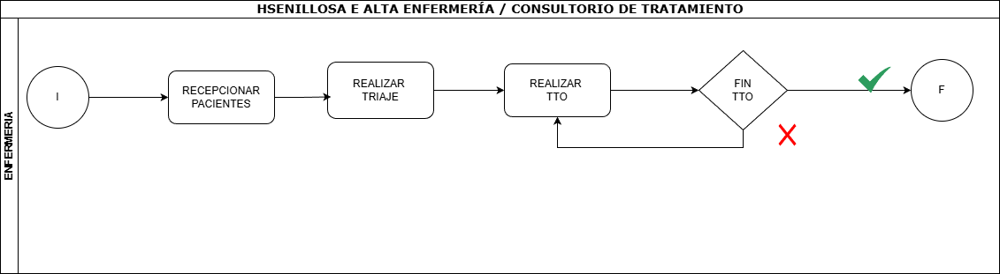 HSENILLOSA E ALTA ENFERMERÍA / CONSULTORIO DE TRATAMIENTO
ENFERMERIA
I
RECEPCIONAR
PACIENTES
REALIZAR
TRIAJE
REALIZAR
TTO
FIN
TTO
F